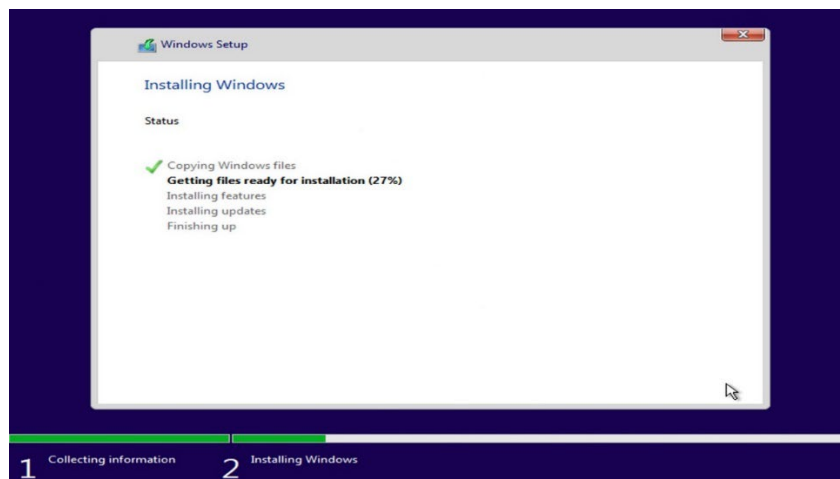 Windows Setup
Installing Windows
Status
Copying Windows files
Getting files ready for installation (27%)
Installing features
Installing updates
Finishing up
1 Collecting information 2 Installing Windows